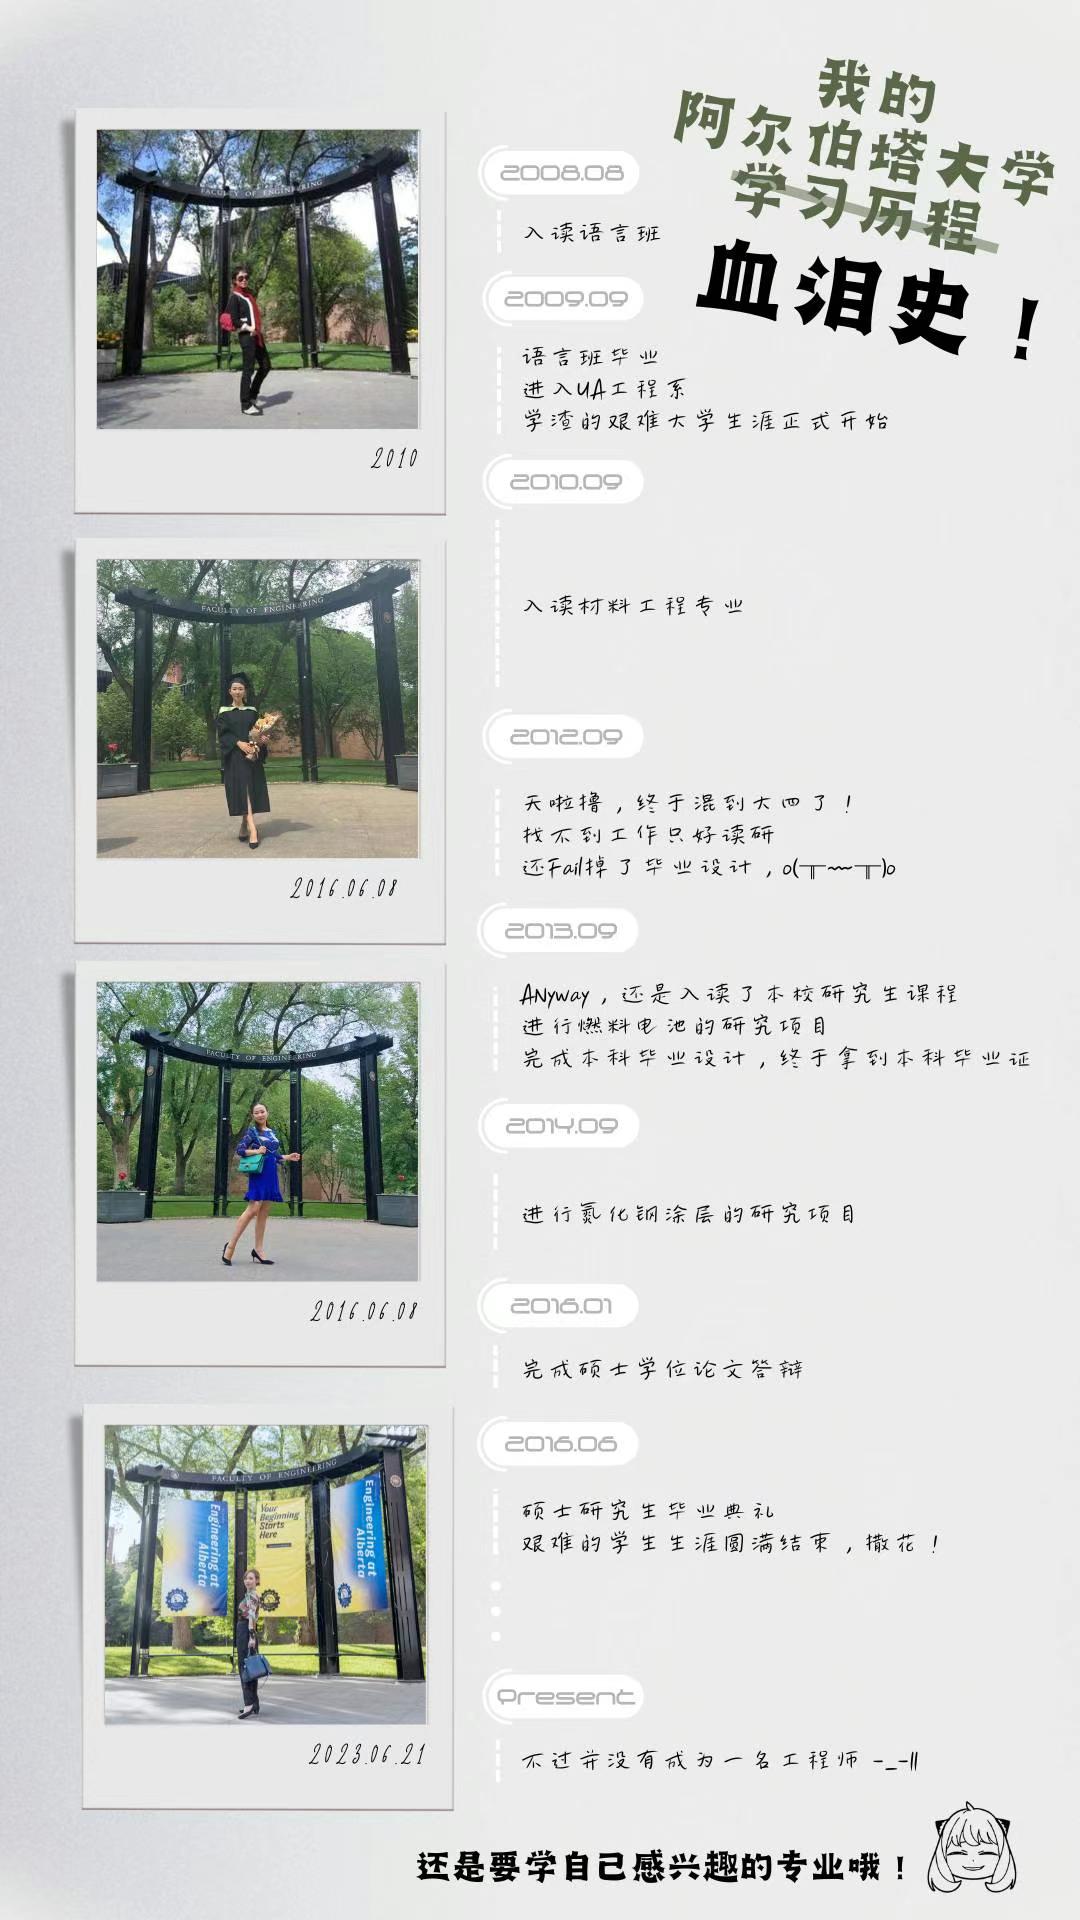 我的
阿尔伯塔大学
学习历程
血泪史！
FACULTY OF ENGINEERING
2010
2008.08
入读语言班
2009.09
语言班毕业
进入UA工程系
学渣的艰难大学生涯正式开始
2010.09
入读材料工程专业
FACULTY OF ENGINEERING
2016.06.08
2012.09
天啦撸，终于混到大四了！
找不到工作只好读研
还Fail掉了毕业设计，o(╥﹏╥)o
2013.09
ANyway，还是入读了本校研究生课程
进行燃料电池的研究项目
完成本科毕业设计，终于拿到本科毕业证
FACULTY OF ENGINEERING
2016.06.08
2014.09
进行氮化钢涂层的研究项目
2016.01
完成硕士学位论文答辩
2016.06
硕士研究生毕业典礼
艰难的学生生涯圆满结束，撒花！
FACULTY OF ENGINEERING
Engineering at
Alberta
Your
Beginning
Starts
Here
Engineering at
Alberta
2023.06.21
Present
不过并没有成为一名工程师 -_-||
还是要学自己感兴趣的专业哦！